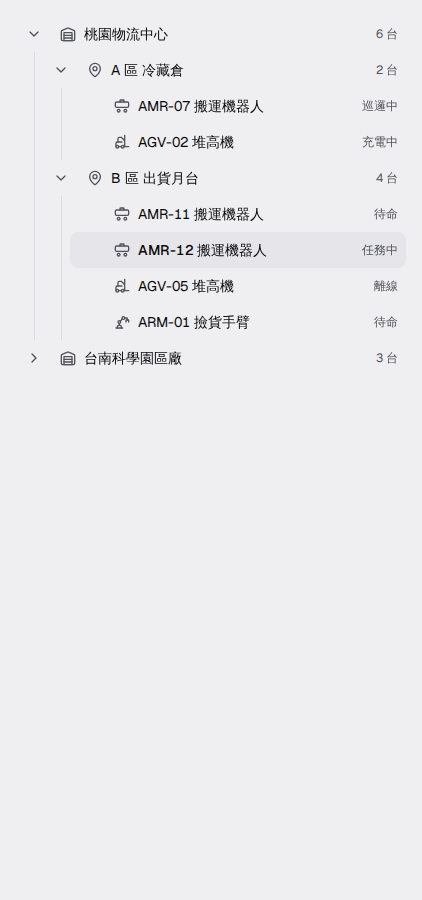 桃園物流中心 6 台
A 區 冷藏倉 2 台
AMR-07 搬運機器人 巡邏中
AGV-02 堆高機 充電中
B 區 出貨月台 4 台
AMR-11 搬運機器人 待命
AMR-12 搬運機器人 任務中
AGV-05 堆高機 離線
ARM-01 撿貨手臂 待命
台南科學園區廠 3 台